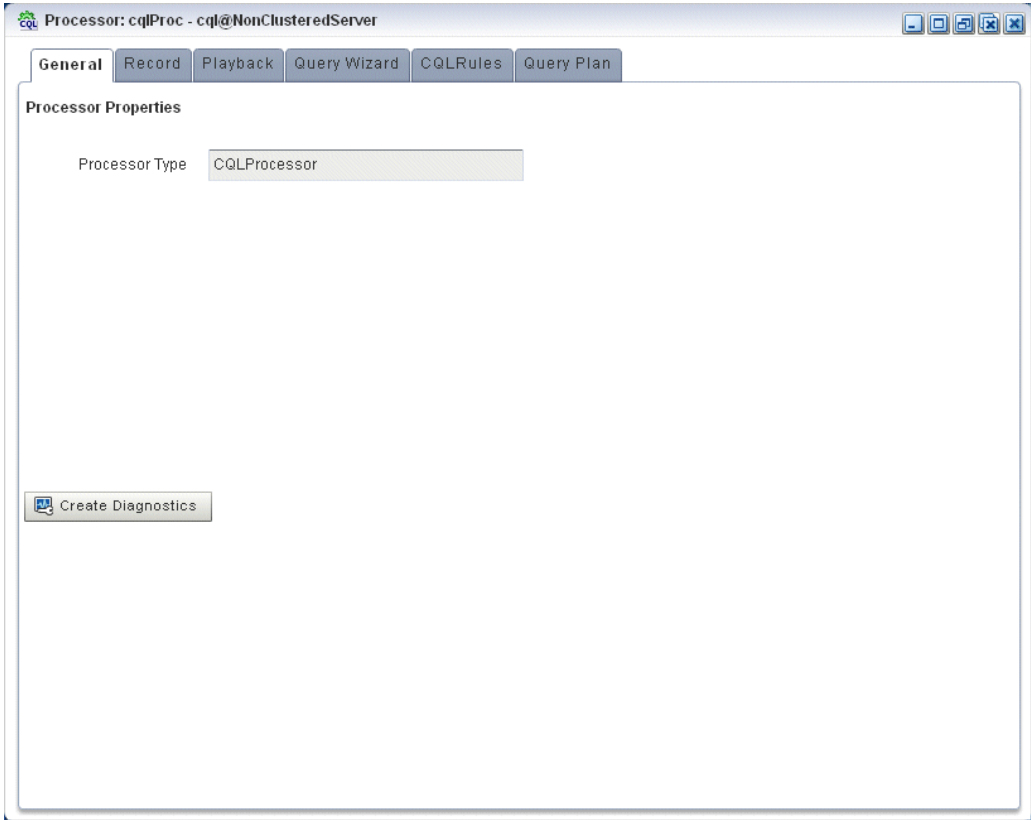 CQL Processor: cqlProc - cql@NonClusteredServer
General Record Playback Query Wizard CQLRules Query Plan
Processor Properties
Processor Type CQLProcessor
Create Diagnostics